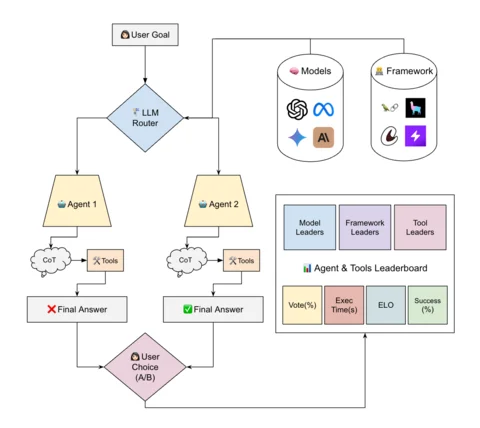 User Goal
Models
Framework
LLM
Router
A\
Agent 1
Agent 2
CoT
Tools
CoT
Tools
Final Answer
Final Answer
User
Choice
(A/B)
Model
Leaders
Framework
Leaders
Tool
Leaders
Agent & Tools Leaderboard
Vote(%)
Exec
Time(s)
ELO
Success
(%)